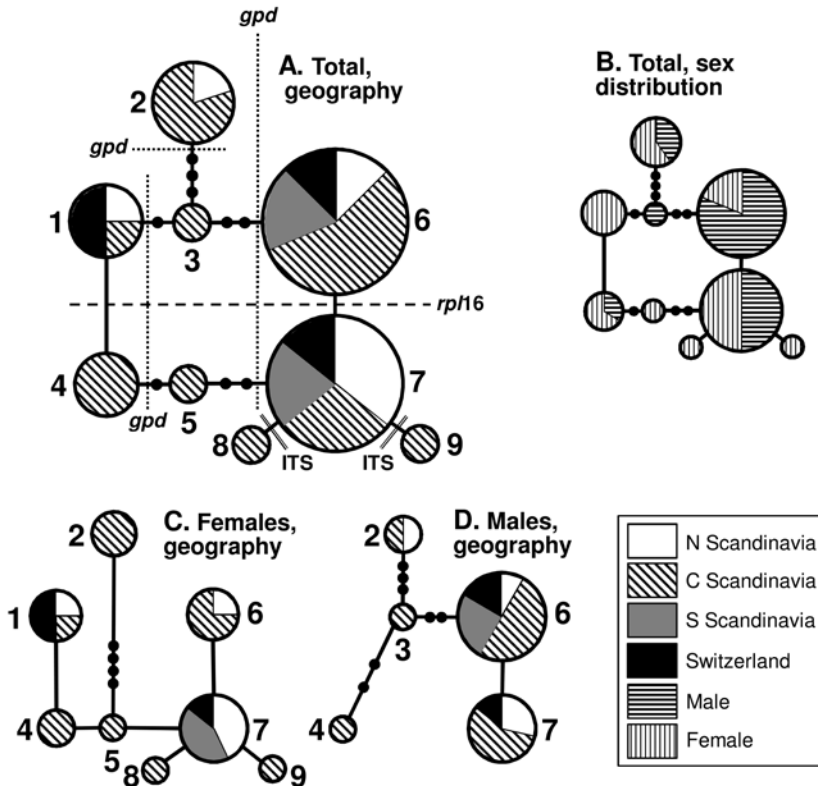 gpd
A. Total,
geography
B. Total, sex
distribution
2
gpd
1
3
6
rpl16
4
5
7
gpd
8
ITS
ITS
9
C. Females,
geography
D. Males,
geography
2
2
1
6
3
6
4
5
7
8
9
4
7
N Scandinavia
C Scandinavia
S Scandinavia
Switzerland
Male
Female